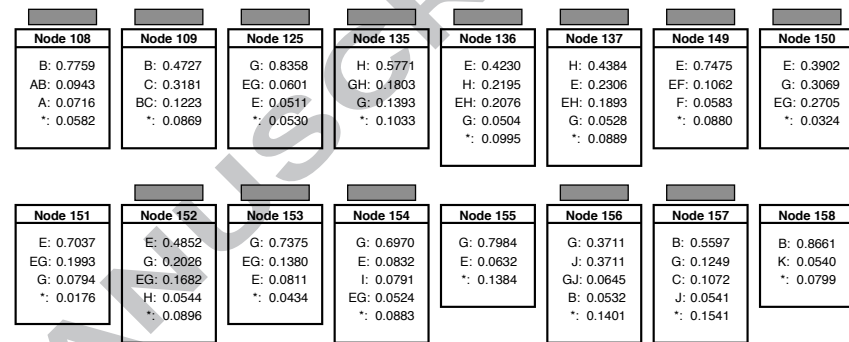 Node 108 Node 109 Node 125 Node 135 Node 136 Node 137 Node 149 Node 150
B: 0.7759 B: 0.4727 G: 0.8358 H: 0.5771 E: 0.4230 H: 0.4384 E: 0.7475 E: 0.3902
AB: 0.0943 C: 0.3181 EG: 0.0601 GH: 0.1803 H: 0.2195 E: 0.2306 EF: 0.1062 G: 0.3069
A: 0.0716 BC: 0.1223 E: 0.0511 G: 0.1393 EH: 0.2076 EH: 0.1893 F: 0.0583 EG: 0.2705
*: 0.0582 *: 0.0869 *: 0.0530 *: 0.1033 G: 0.0504 G: 0.0528 *: 0.0880 *: 0.0324
*: 0.0995 *: 0.0889
Node 151 Node 152 Node 153 Node 154 Node 155 Node 156 Node 157 Node 158
E: 0.7037 E: 0.4852 G: 0.7375 G: 0.6970 G: 0.7984 G: 0.3711 B: 0.5597 B: 0.8661
EG: 0.1993 G: 0.2026 EG: 0.1380 E: 0.0832 E: 0.0632 J: 0.3711 G: 0.1249 K: 0.0540
G: 0.0794 EG: 0.1682 E: 0.0811 I: 0.0791 *: 0.1384 GJ: 0.0645 C: 0.1072 *: 0.0799
*: 0.0176 H: 0.0544 *: 0.0434 EG: 0.0524 B: 0.0532 J: 0.0541
*: 0.0896 *: 0.0883 *: 0.1401 *: 0.1541